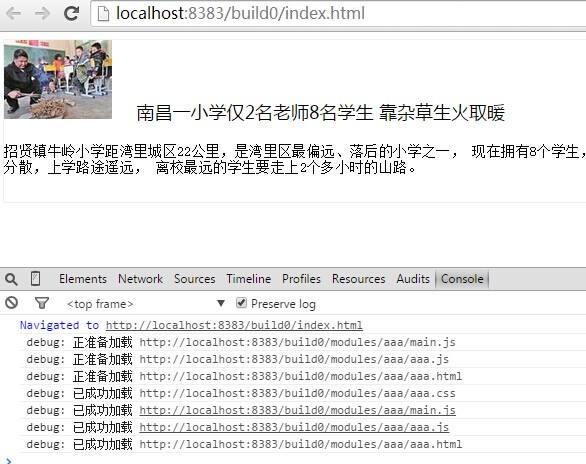 localhost:8383/build0/index.html
南昌一小学仅2名老师8名学生 靠杂草生火取暖
招贤镇牛岭小学距湾里城区22公里，是湾里区最偏远、落后的小学之一， 现在拥有8个学生，
分散，上学路途遥远， 离校最远的学生要走上2个多小时的山路。
Elements Network Sources Timeline Profiles Resources Audits Console
<top frame> Preserve log
Navigated to http://localhost:8383/build0/index.html
debug: 正准备加载 http://localhost:8383/build0/modules/aaa/main.js
debug: 正准备加载 http://localhost:8383/build0/modules/aaa/aaa.js
debug: 正准备加载 http://localhost:8383/build0/modules/aaa/aaa.html
debug: 已成功加载 http://localhost:8383/build0/modules/aaa/aaa.css
debug: 已成功加载 http://localhost:8383/build0/modules/aaa/main.js
debug: 已成功加载 http://localhost:8383/build0/modules/aaa/aaa.js
debug: 已成功加载 http://localhost:8383/build0/modules/aaa/aaa.html